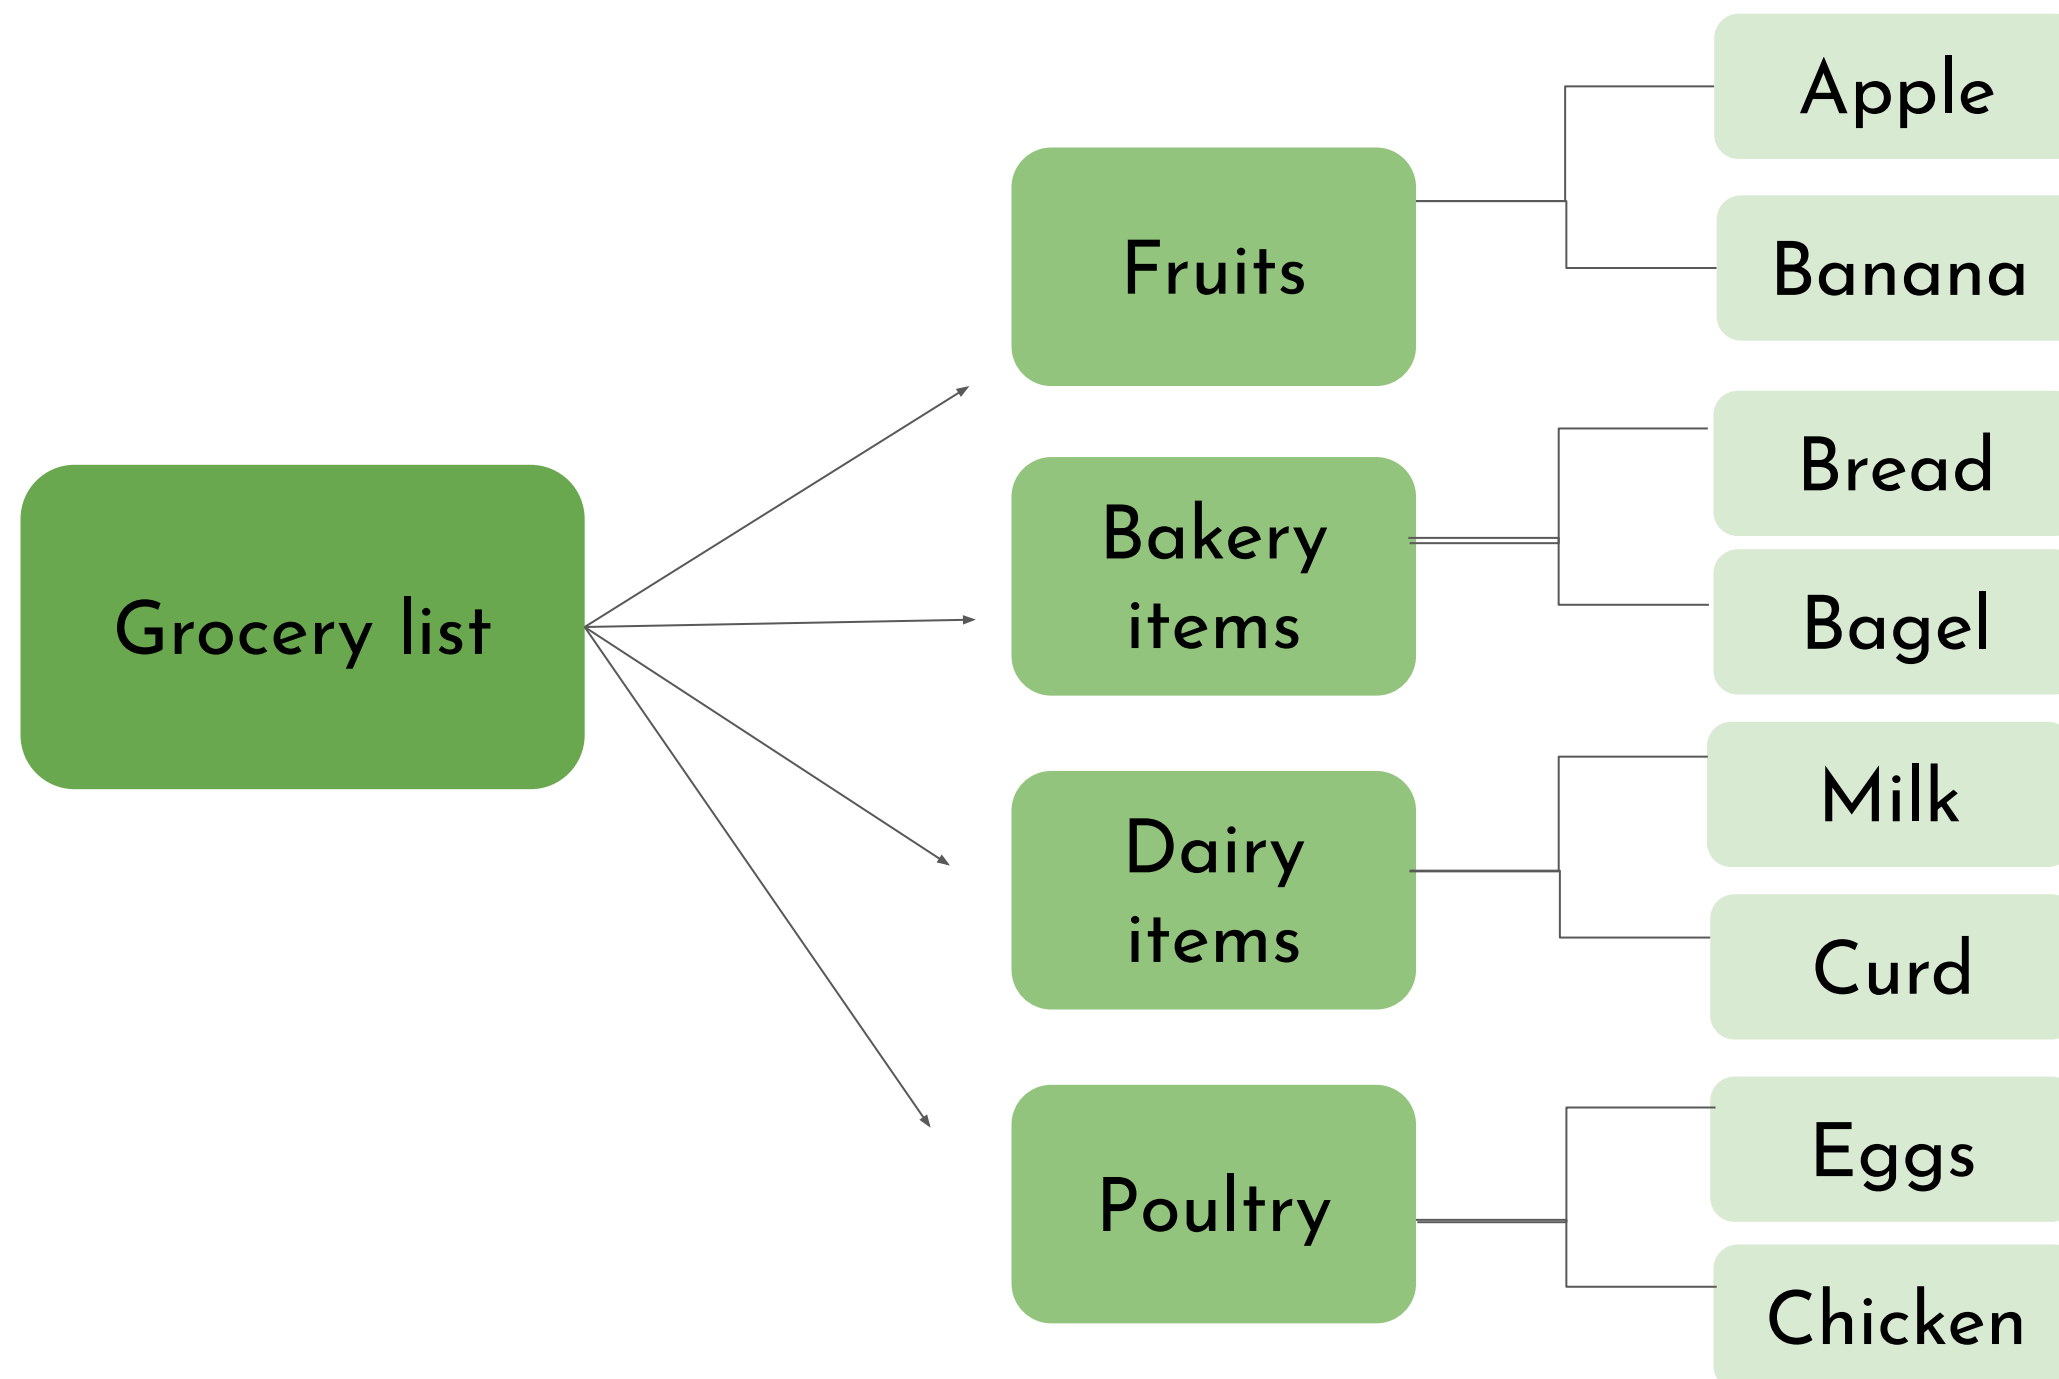 Grocery list
Fruits
Apple
Banana
Bakery
items
Bread
Bagel
Dairy
items
Milk
Curd
Poultry
Eggs
Chicken